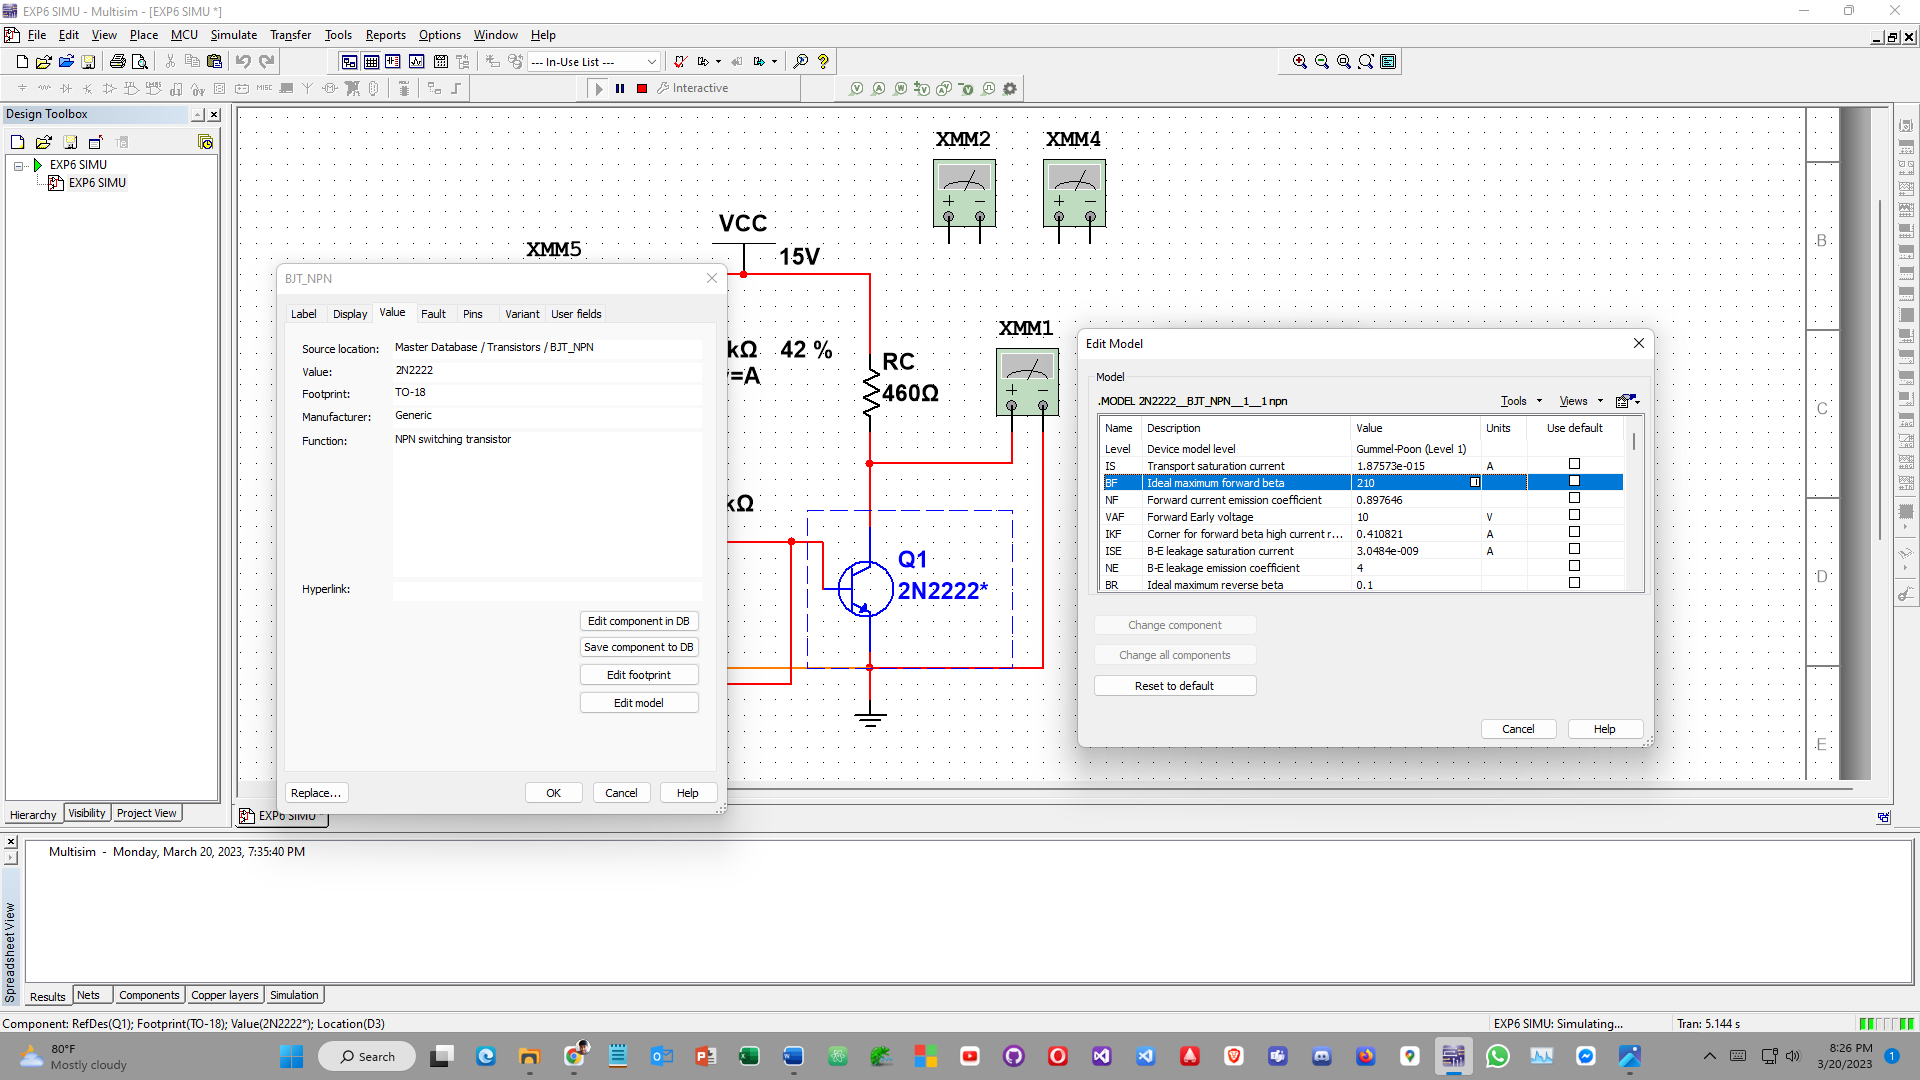 EXP6 SIMU - Multisim - [EXP6 SIMU *]
File Edit View Place MCU Simulate Transfer Tools Reports Options Window Help
--- In-Use List ---
MISC
Interactive
Design Toolbox
EXP6 SIMU
EXP6 SIMU
Hierarchy Visibility Project View
XMM2
XMM4
VCC
15V
XMM5
XMM1
kΩ 42 %
=A
RC
460Ω
kΩ
Q1
2N2222*
B
C
D
E
BJT_NPN
Label Display Value Fault Pins Variant User fields
Source location: Master Database / Transistors / BJT_NPN
Value: 2N2222
Footprint: TO-18
Manufacturer: Generic
Function: NPN switching transistor
Hyperlink:
Edit component in DB
Save component to DB
Edit footprint
Edit model
Replace... OK Cancel Help
Edit Model
Model
.MODEL 2N2222__BJT_NPN__1__1 npn Tools Views
Name Description Value Units Use default
Level Device model level Gummel-Poon (Level 1)
IS Transport saturation current 1.87573e-015 A
BF Ideal maximum forward beta 210
NF Forward current emission coefficient 0.897646
VAF Forward Early voltage 10 V
IKF Corner for forward beta high current r... 0.410821 A
ISE B-E leakage saturation current 3.0484e-009 A
NE B-E leakage emission coefficient 4
BR Ideal maximum reverse beta 0.1
Change component
Change all components
Reset to default
Cancel Help
EXP6 SIMU *
Multisim - Monday, March 20, 2023, 7:35:40 PM
Spreadsheet View
Results Nets Components Copper layers Simulation
Component: RefDes(Q1); Footprint(TO-18); Value(2N2222*); Location(D3)
EXP6 SIMU: Simulating... Tran: 5.144 s
80°F
Mostly cloudy
Search
8:26 PM
3/20/2023
1